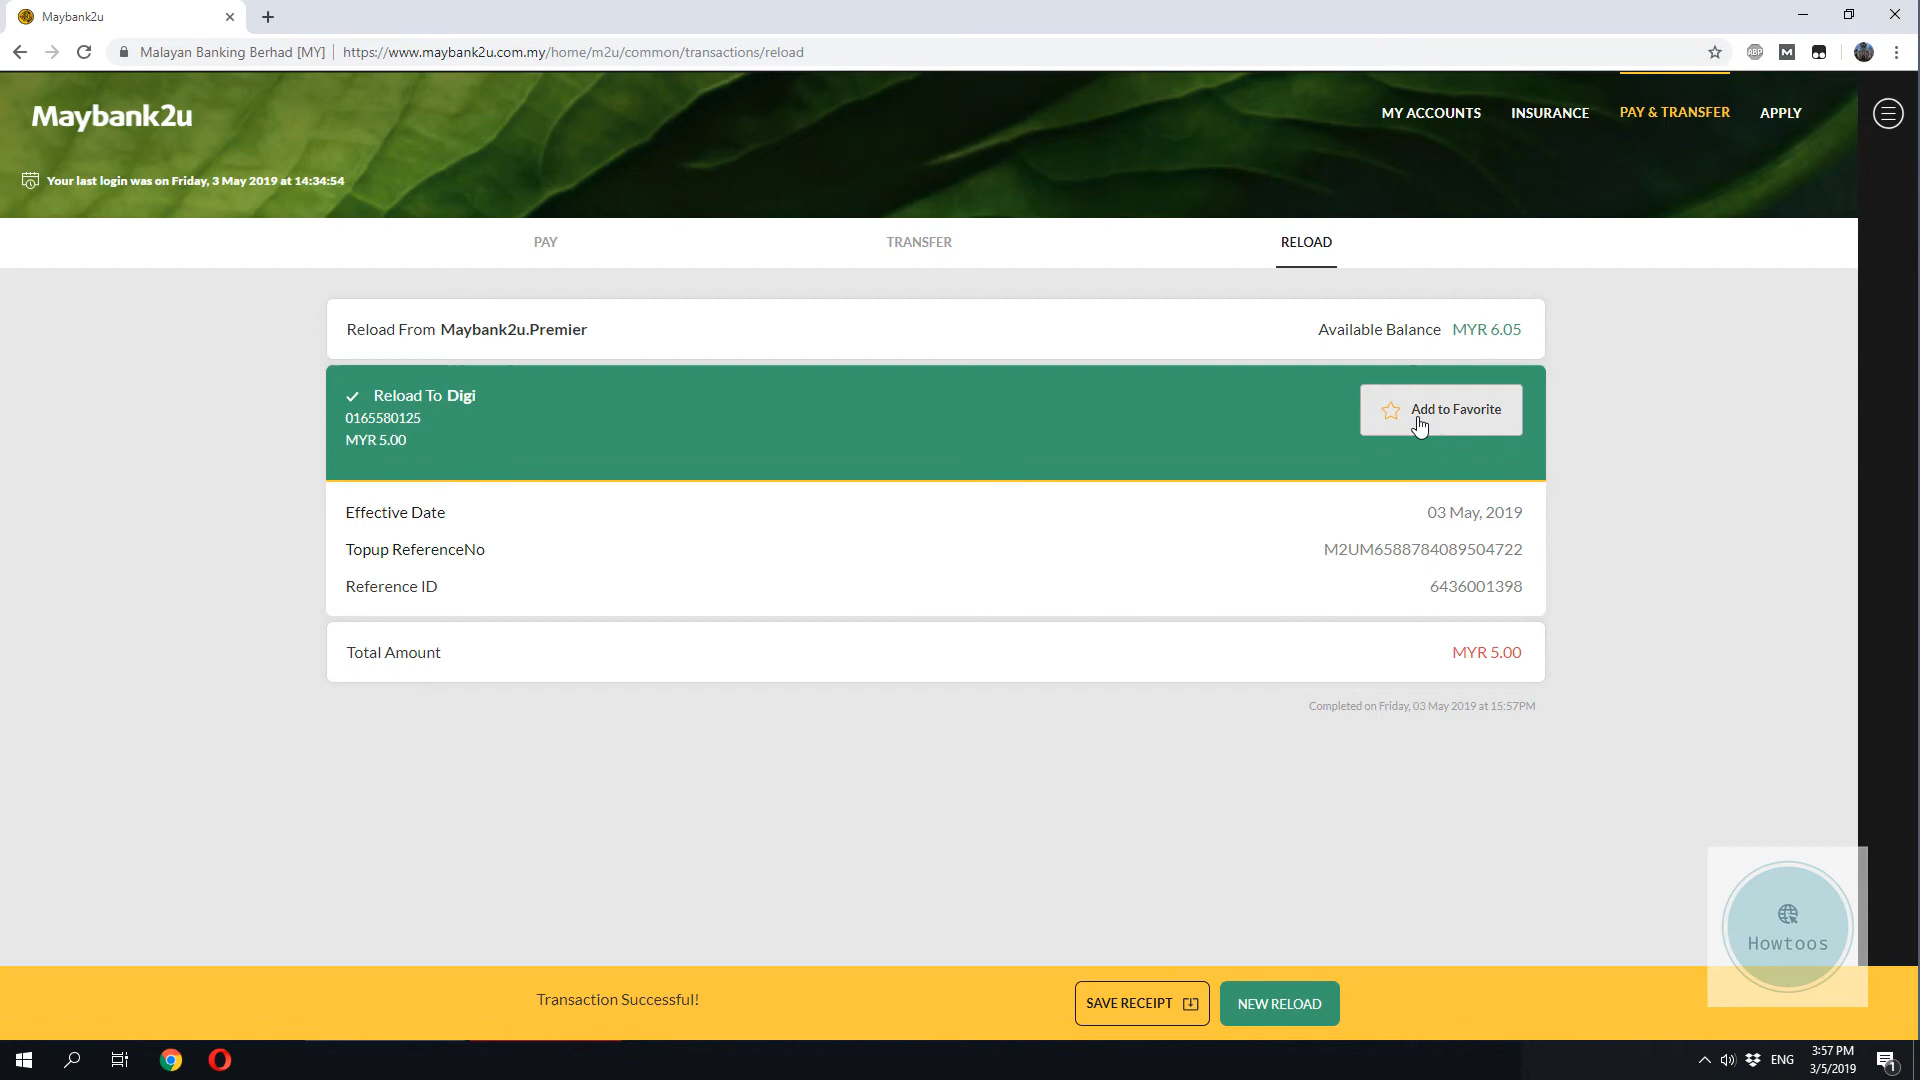 Maybank2u
Malayan Banking Berhad [MY] https://www.maybank2u.com.my/home/m2u/common/transactions/reload
ABP M
Maybank2u MY ACCOUNTS INSURANCE PAY & TRANSFER APPLY
Your last login was on Friday, 3 May 2019 at 14:34:54
PAY TRANSFER RELOAD
Reload From Maybank2u.Premier Available Balance MYR 6.05
Reload To Digi Add to Favorite
0165580125
MYR 5.00
Effective Date 03 May, 2019
Topup ReferenceNo M2UM6588784089504722
Reference ID 6436001398
Total Amount MYR 5.00
Completed on Friday, 03 May 2019 at 15:57PM
Howtoos
Transaction Successful! SAVE RECEIPT NEW RELOAD
ENG 3:57 PM
3/5/2019 1